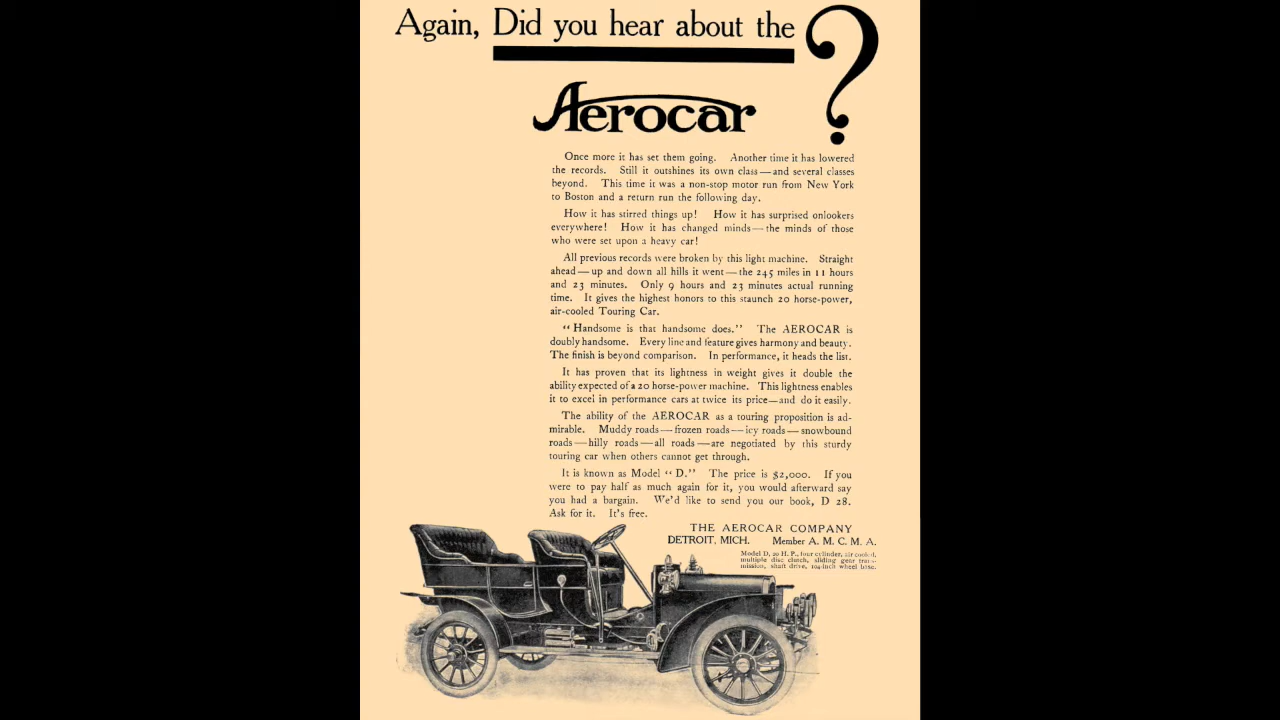 Again, Did you hear about the ?
Aerocar
Once more it has set them going. Another time it has lowered
the records. Still it outshines its own class—and several classes
beyond. This time it was a non-stop motor run from New York
to Boston and a return run the following day.
How it has stirred things up! How it has surprised onlookers
everywhere! How it has changed minds—the minds of those
who were set upon a heavy car!
All previous records were broken by this light machine. Straight
ahead—up and down all hills it went—the 245 miles in 11 hours
and 23 minutes. Only 9 hours and 23 minutes actual running
time. It gives the highest honors to this staunch 20 horse-power,
air-cooled Touring Car.
“Handsome is that handsome does.” The AEROCAR is
doubly handsome. Every line and feature gives harmony and beauty.
The finish is beyond comparison. In performance, it heads the list.
It has proven that its lightness in weight gives it double the
ability expected of a 20 horse-power machine. This lightness enables
it to excel in performance cars at twice its price—and do it easily.
The ability of the AEROCAR as a touring proposition is ad-
mirable. Muddy roads—frozen roads—icy roads—snowbound
roads—hilly roads—all roads—are negotiated by this sturdy
touring car when others cannot get through.
It is known as Model “D.” The price is $2,000. If you
were to pay half as much again for it, you would afterward say
you had a bargain. We'd like to send you our book, D 28.
Ask for it. It's free.
THE AEROCAR COMPANY
DETROIT, MICH. Member A. M. C. M. A.
Model D, 20 H. P., four cylinder, air cooled,
multiple disc clutch, sliding gear trans-
mission, shaft drive, 104-inch wheel base.